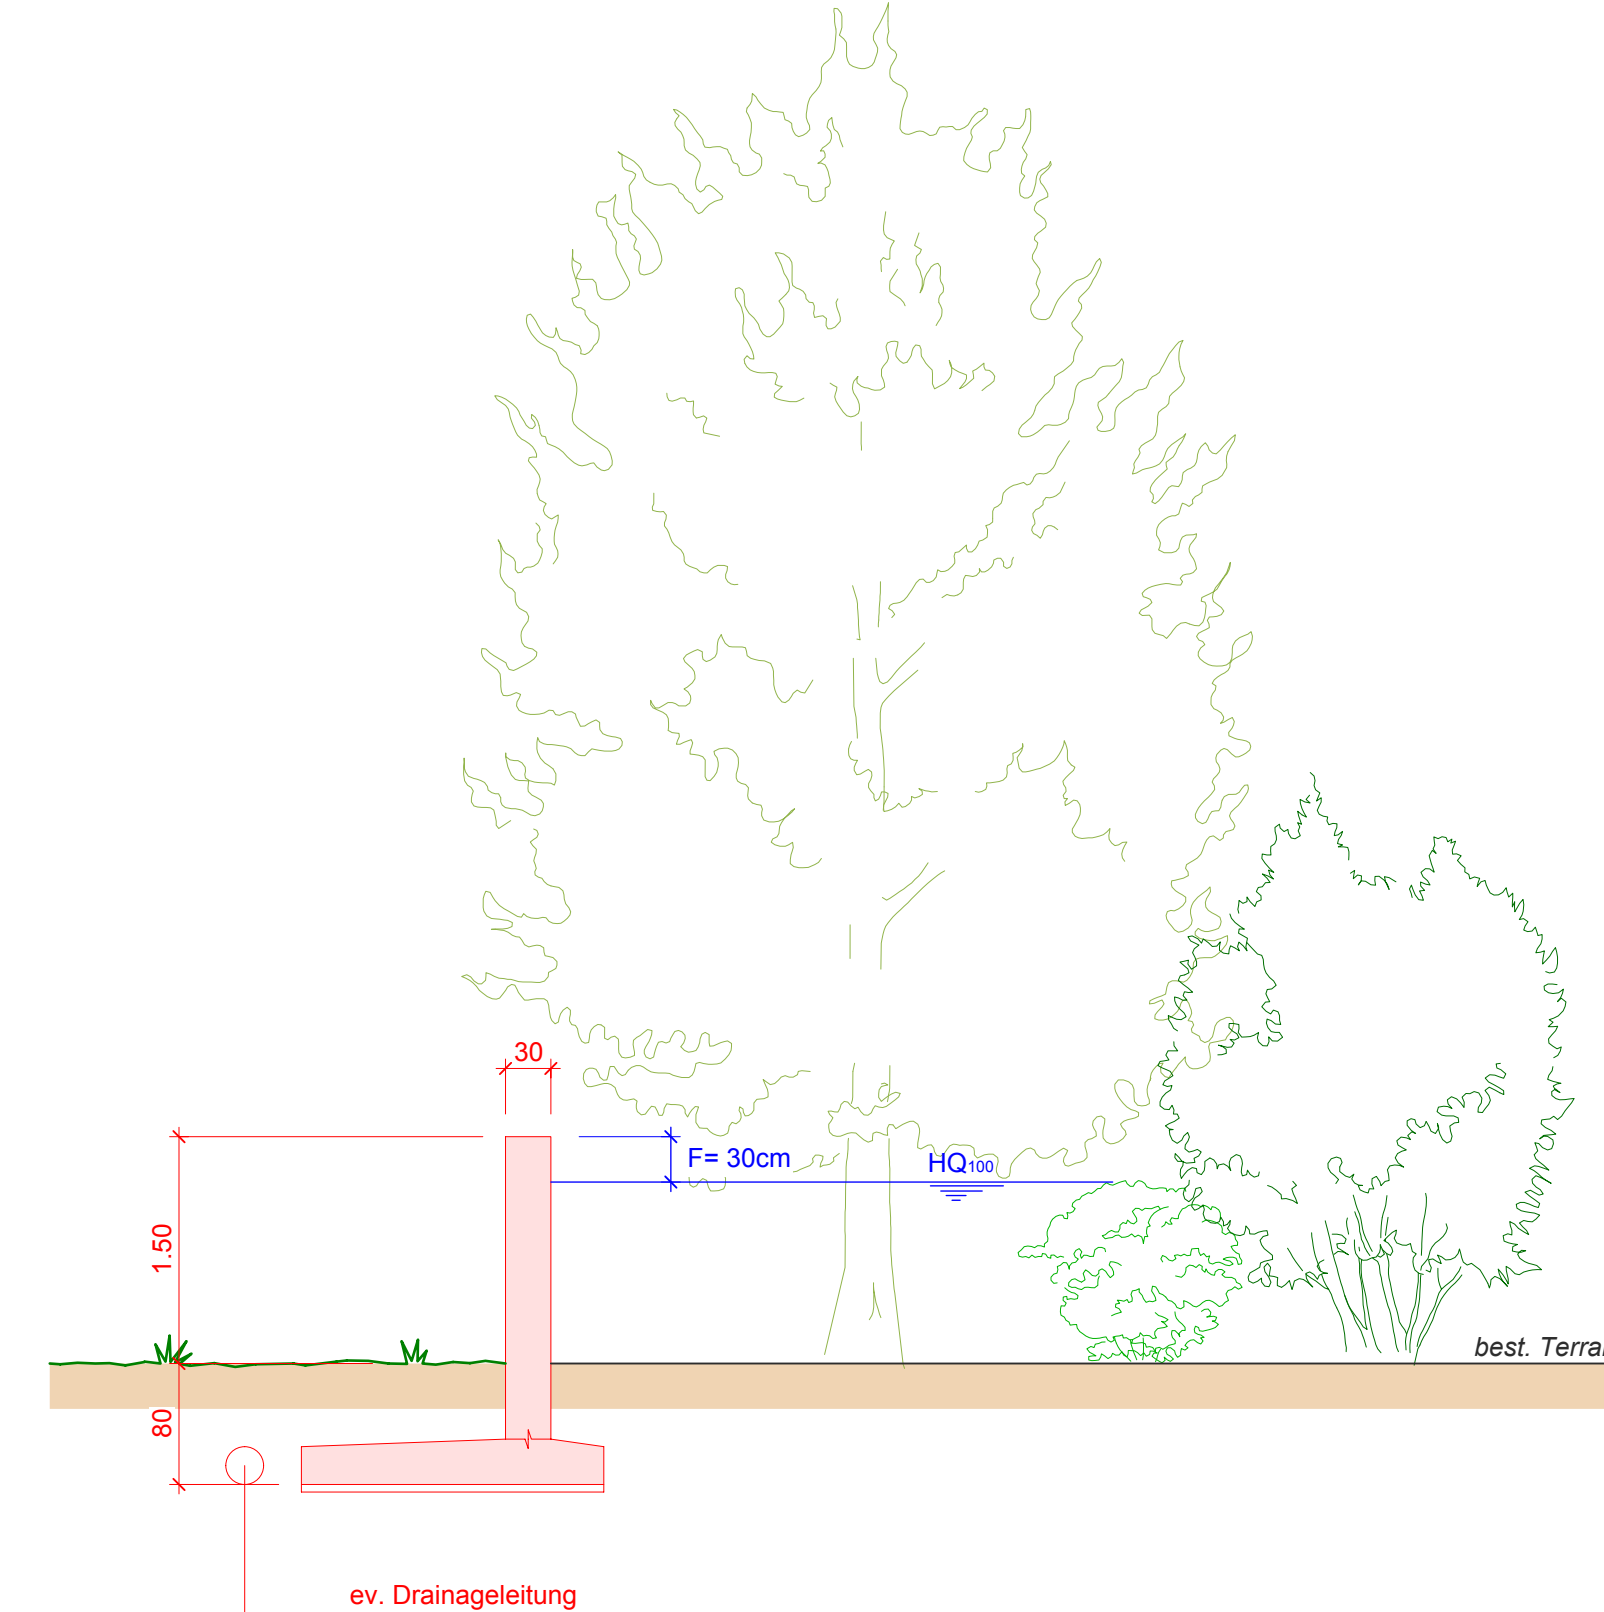 30
F= 30cm
HQ100
1.50
best. Terra
80
ev. Drainageleitung